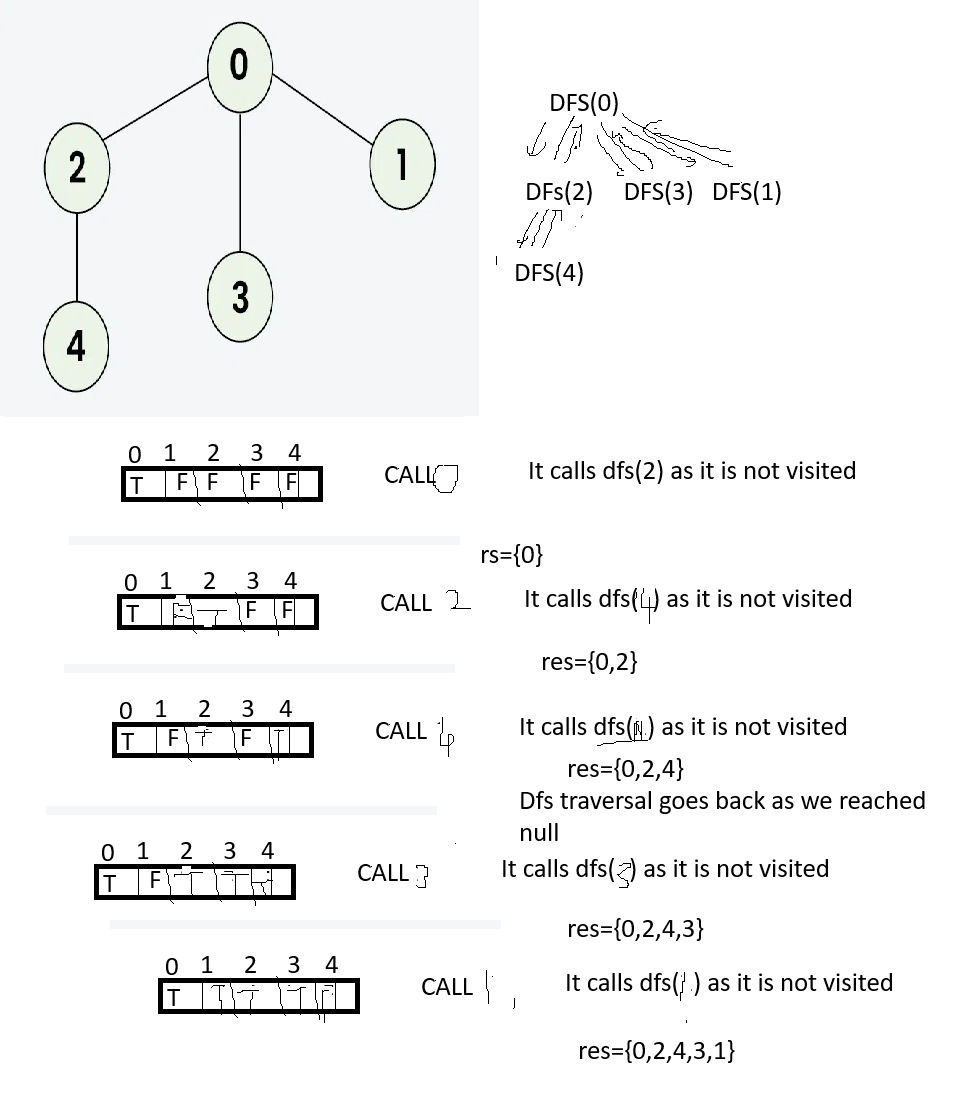 0
2
1
3
4
DFS(0)
DFs(2) DFS(3) DFS(1)
DFS(4)
0 1 2 3 4
T F F F F
CALL 0
It calls dfs(2) as it is not visited
rs={0}
0 1 2 3 4
T F T F F
CALL 2
It calls dfs(4) as it is not visited
res={0,2}
0 1 2 3 4
T F T F T
CALL 4
It calls dfs( ) as it is not visited
res={0,2,4}
Dfs traversal goes back as we reached
null
0 1 2 3 4
T F T T
CALL 3
It calls dfs(3) as it is not visited
res={0,2,4,3}
0 1 2 3 4
T T T T T
CALL 1
It calls dfs(1) as it is not visited
res={0,2,4,3,1}